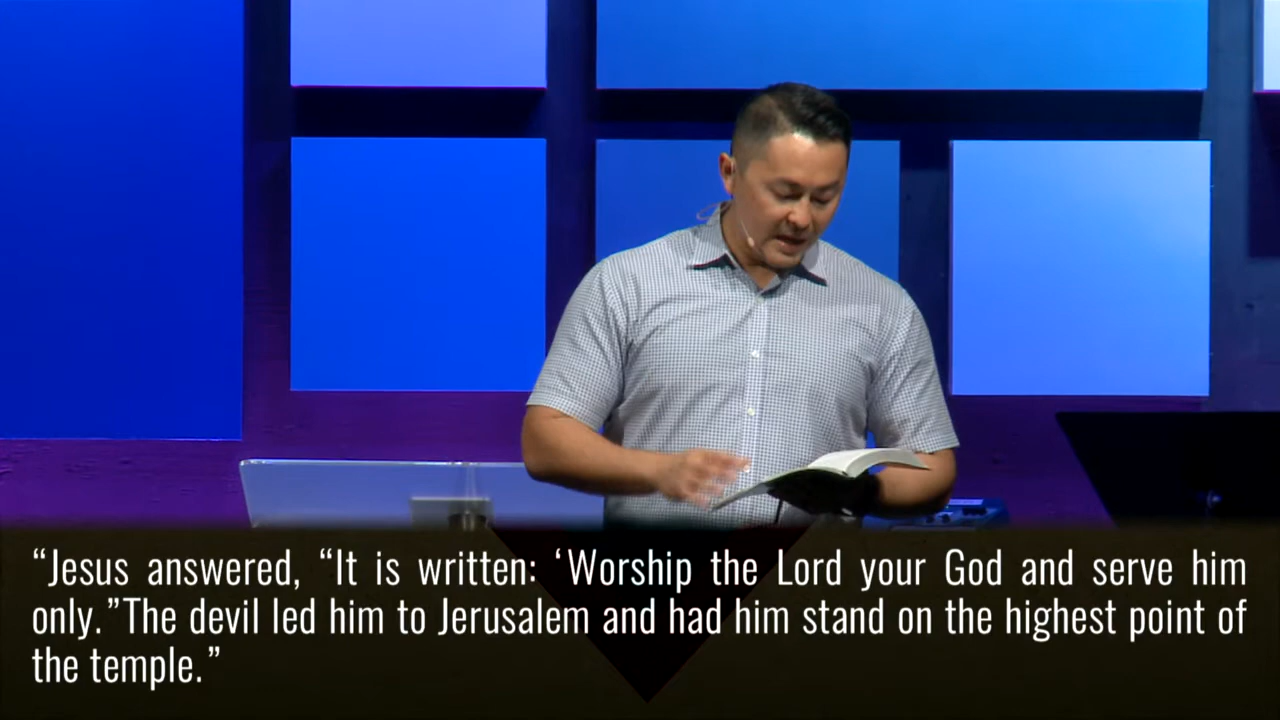 “Jesus answered, “It is written: ‘Worship the Lord your God and serve him
only.”The devil led him to Jerusalem and had him stand on the highest point of
the temple.”